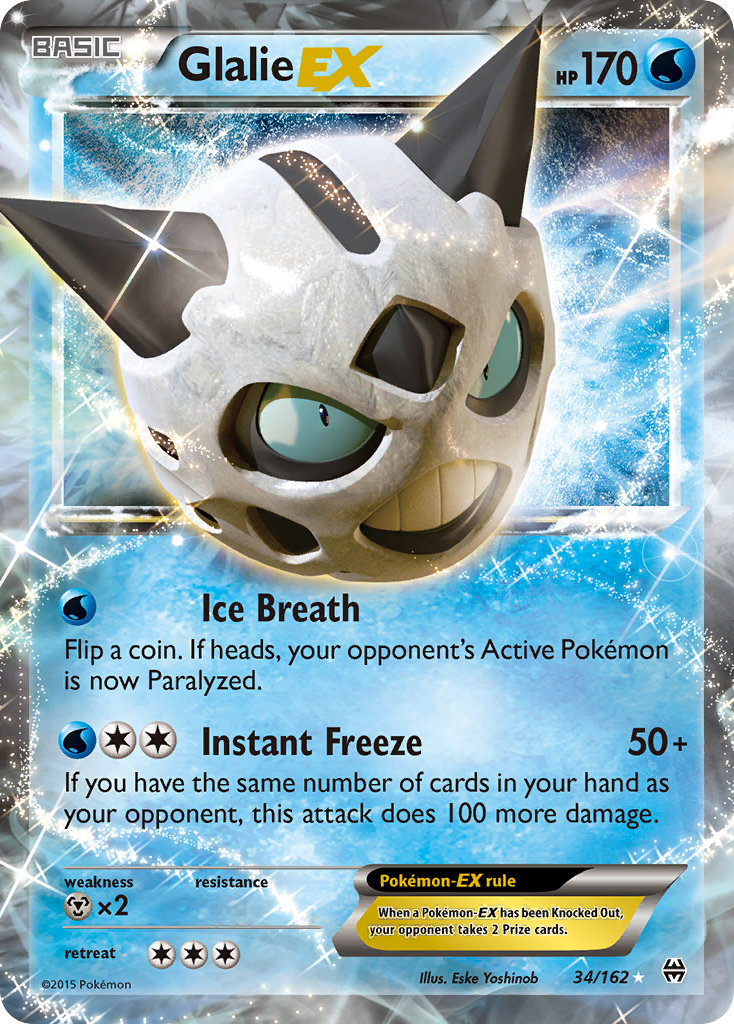 BASIC
Glalie EX
HP 170
Ice Breath
Flip a coin. If heads, your opponent's Active Pokémon
is now Paralyzed.
Instant Freeze 50+
If you have the same number of cards in your hand as
your opponent, this attack does 100 more damage.
weakness resistance
×2
Pokémon-EX rule
When a Pokémon-EX has been Knocked Out,
your opponent takes 2 Prize cards.
retreat
©2015 Pokémon
Illus. Eske Yoshinob
34/162